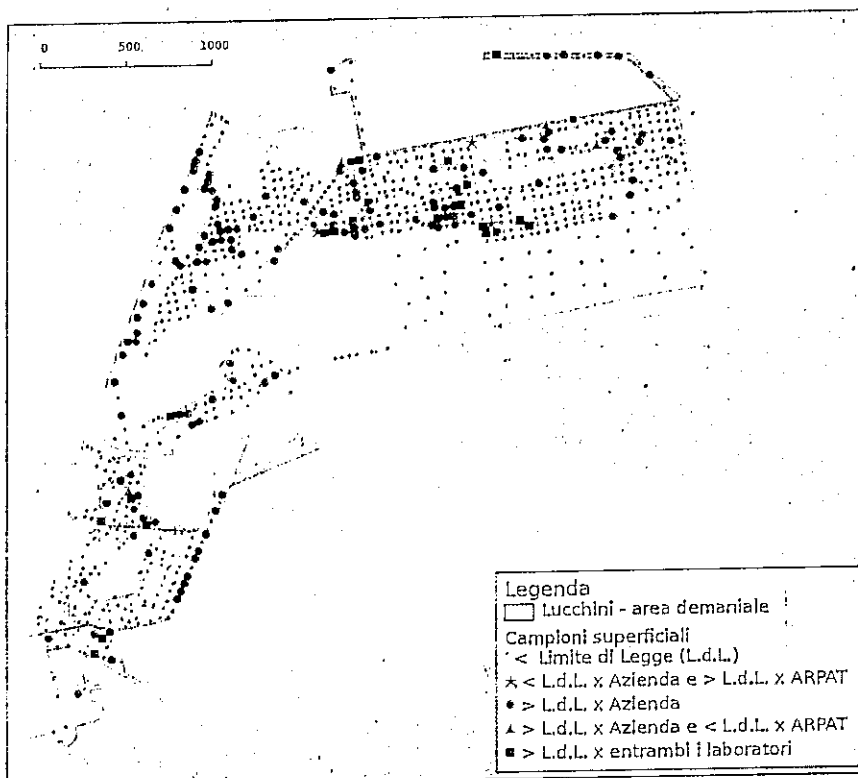 0 500 1000
Legenda
Lucchini - area demaniale
Campioni superficiali
< Limite di Legge (L.d.L.)
< L.d.L. x Azienda e > L.d.L. x ARPAT
> L.d.L. x Azienda
> L.d.L. x Azienda e < L.d.L. x ARPAT
> L.d.L. x entrambi i laboratori